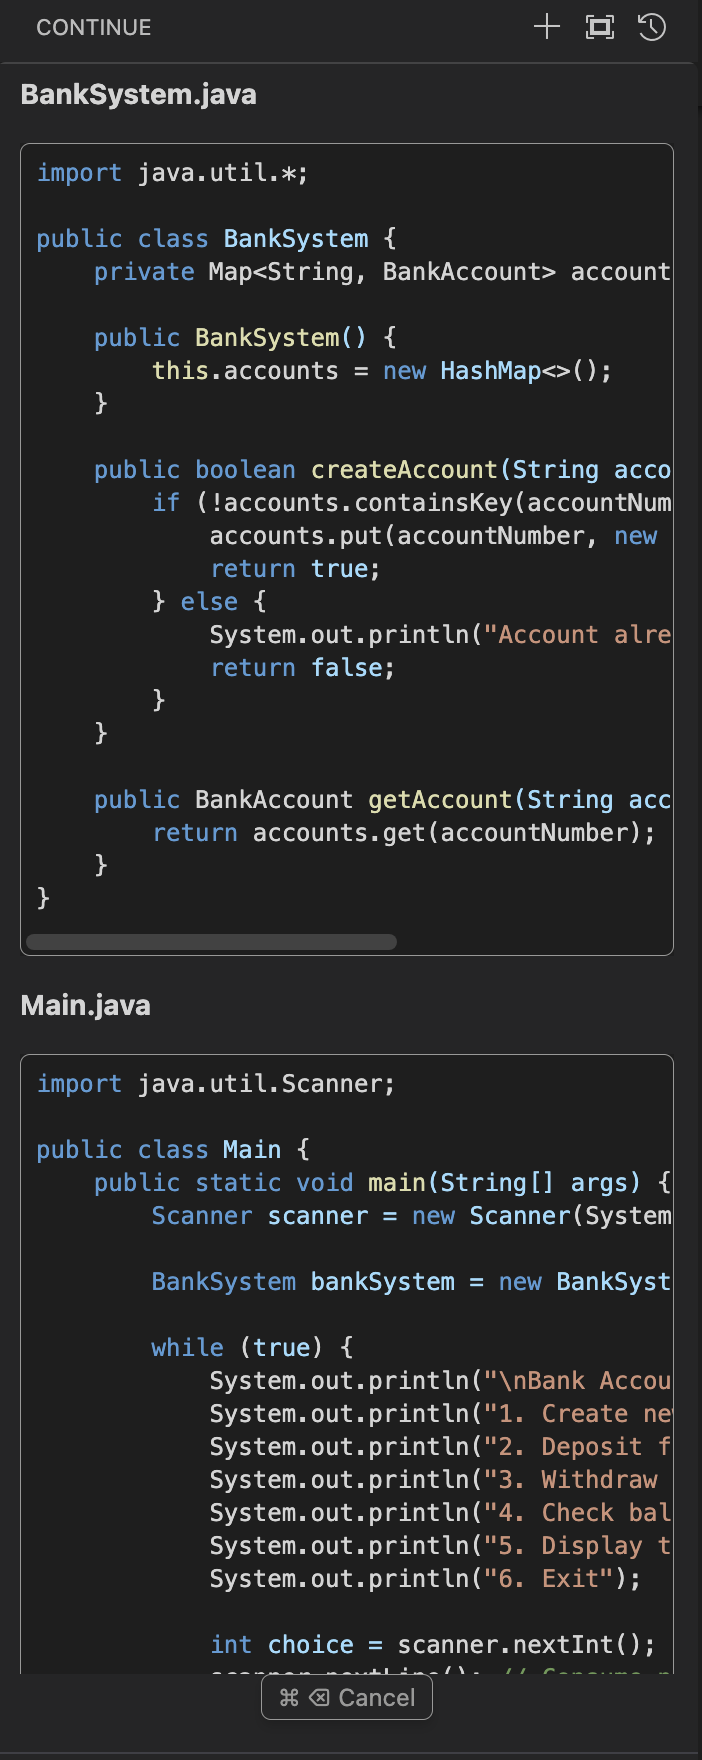 CONTINUE
BankSystem.java
import java.util.*;
public class BankSystem {
    private Map<String, BankAccount> account
    public BankSystem() {
        this.accounts = new HashMap<>();
    }
    public boolean createAccount(String acco
        if (!accounts.containsKey(accountNum
            accounts.put(accountNumber, new
            return true;
        } else {
            System.out.println("Account alre
            return false;
        }
    }
    public BankAccount getAccount(String acc
        return accounts.get(accountNumber);
    }
}
Main.java
import java.util.Scanner;
public class Main {
    public static void main(String[] args) {
        Scanner scanner = new Scanner(System
        BankSystem bankSystem = new BankSyst
        while (true) {
            System.out.println("\nBank Accou
            System.out.println("1. Create ne
            System.out.println("2. Deposit f
            System.out.println("3. Withdraw
            System.out.println("4. Check bal
            System.out.println("5. Display t
            System.out.println("6. Exit");
            int choice = scanner.nextInt();
            scanner.nextLine(); // Consume n
⌘ ⌫ Cancel